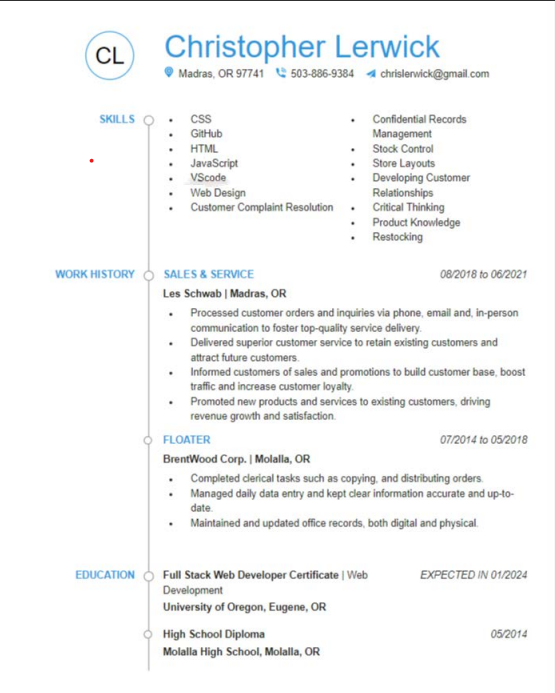 CL
Christopher Lerwick
Madras, OR 97741 503-886-9384 chrislerwick@gmail.com
SKILLS
• CSS
• GitHub
• HTML
• JavaScript
• VScode
• Web Design
• Customer Complaint Resolution
• Confidential Records
Management
• Stock Control
• Store Layouts
• Developing Customer
Relationships
• Critical Thinking
• Product Knowledge
• Restocking
WORK HISTORY
SALES & SERVICE 08/2018 to 06/2021
Les Schwab | Madras, OR
• Processed customer orders and inquiries via phone, email and, in-person
communication to foster top-quality service delivery.
• Delivered superior customer service to retain existing customers and
attract future customers.
• Informed customers of sales and promotions to build customer base, boost
traffic and increase customer loyalty.
• Promoted new products and services to existing customers, driving
revenue growth and satisfaction.
FLOATER 07/2014 to 05/2018
BrentWood Corp. | Molalla, OR
• Completed clerical tasks such as copying, and distributing orders.
• Managed daily data entry and kept clear information accurate and up-to-
date.
• Maintained and updated office records, both digital and physical.
EDUCATION
Full Stack Web Developer Certificate | Web EXPECTED IN 01/2024
Development
University of Oregon, Eugene, OR
High School Diploma 05/2014
Molalla High School, Molalla, OR